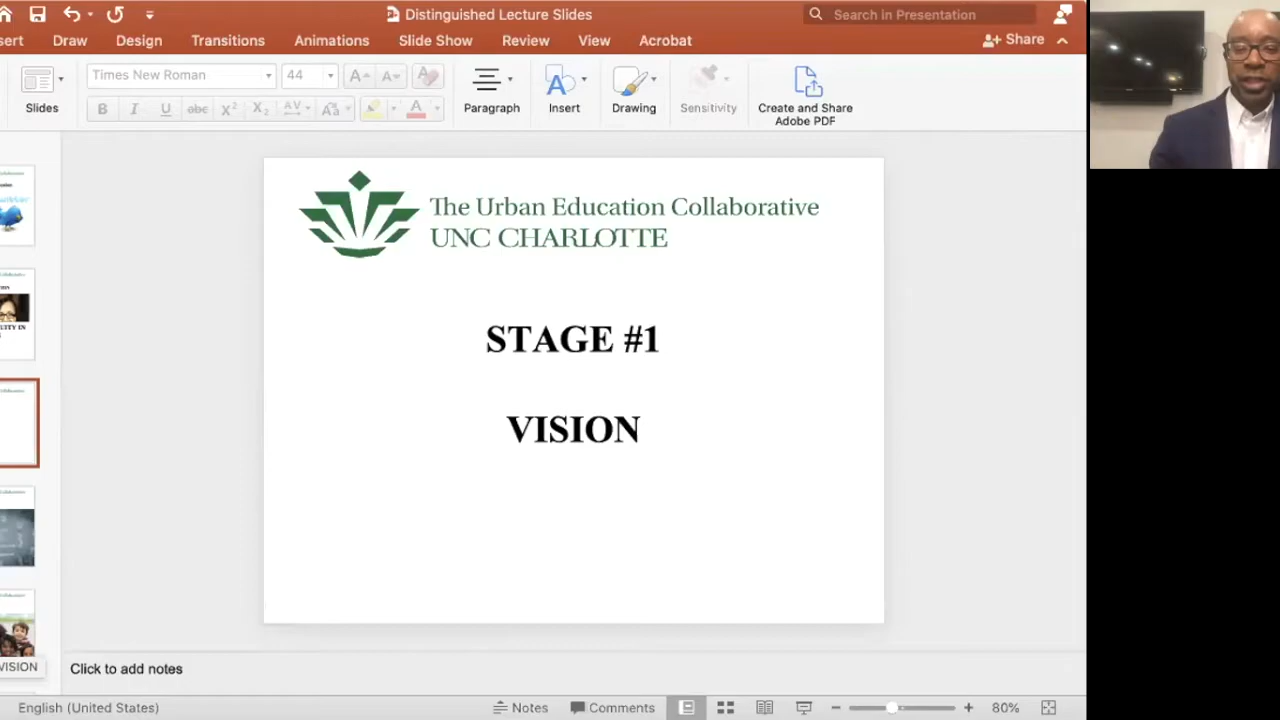 Distinguished Lecture Slides
Search in Presentation
sert Draw Design Transitions Animations Slide Show Review View Acrobat Share
Times New Roman 44
Slides Paragraph Insert Drawing Sensitivity Create and Share
Adobe PDF
The Urban Education Collaborative
UNC CHARLOTTE
STAGE #1
VISION
UITY IN
VISION
Click to add notes
English (United States) Notes Comments 80%